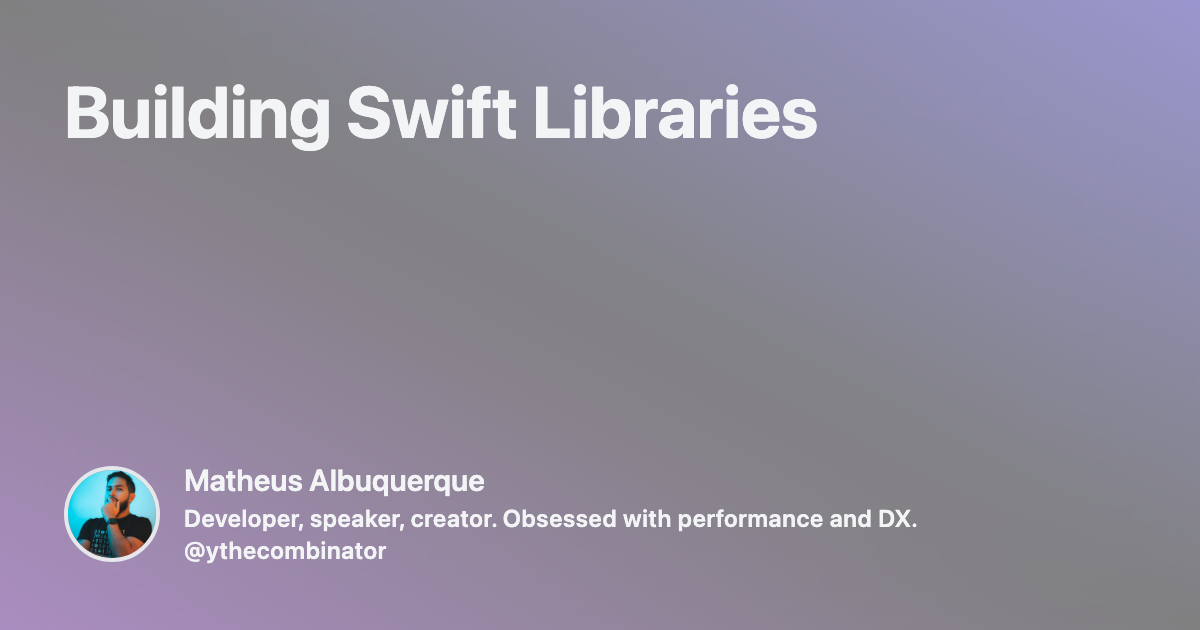 Building Swift Libraries
Matheus Albuquerque
Developer, speaker, creator. Obsessed with performance and DX.
@ythecombinator